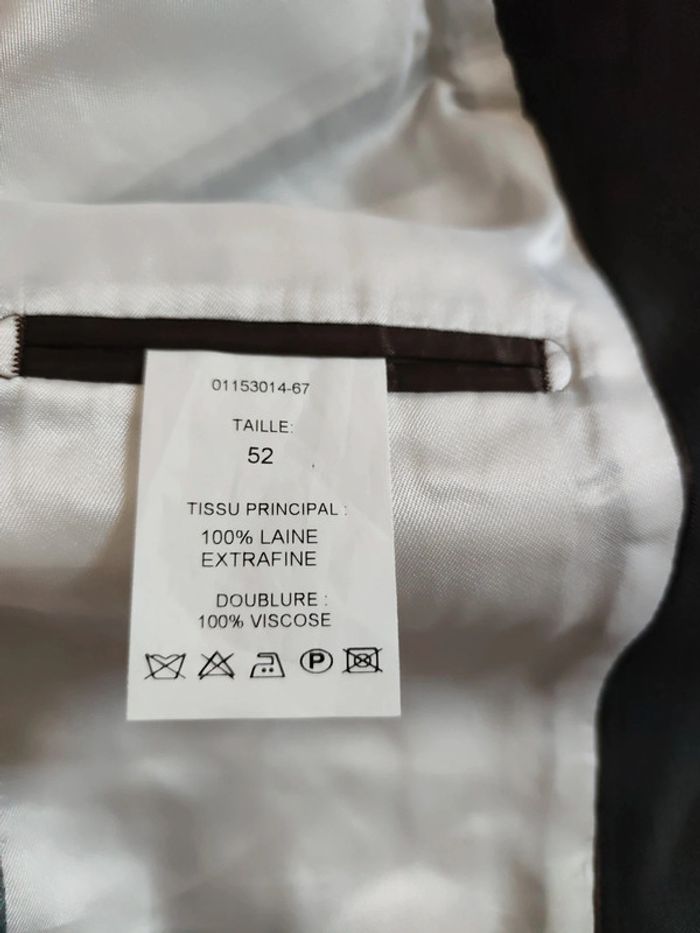 01153014-67
TAILLE:
52
TISSU PRINCIPAL :
100% LAINE
EXTRAFINE
DOUBLURE :
100% VISCOSE
P